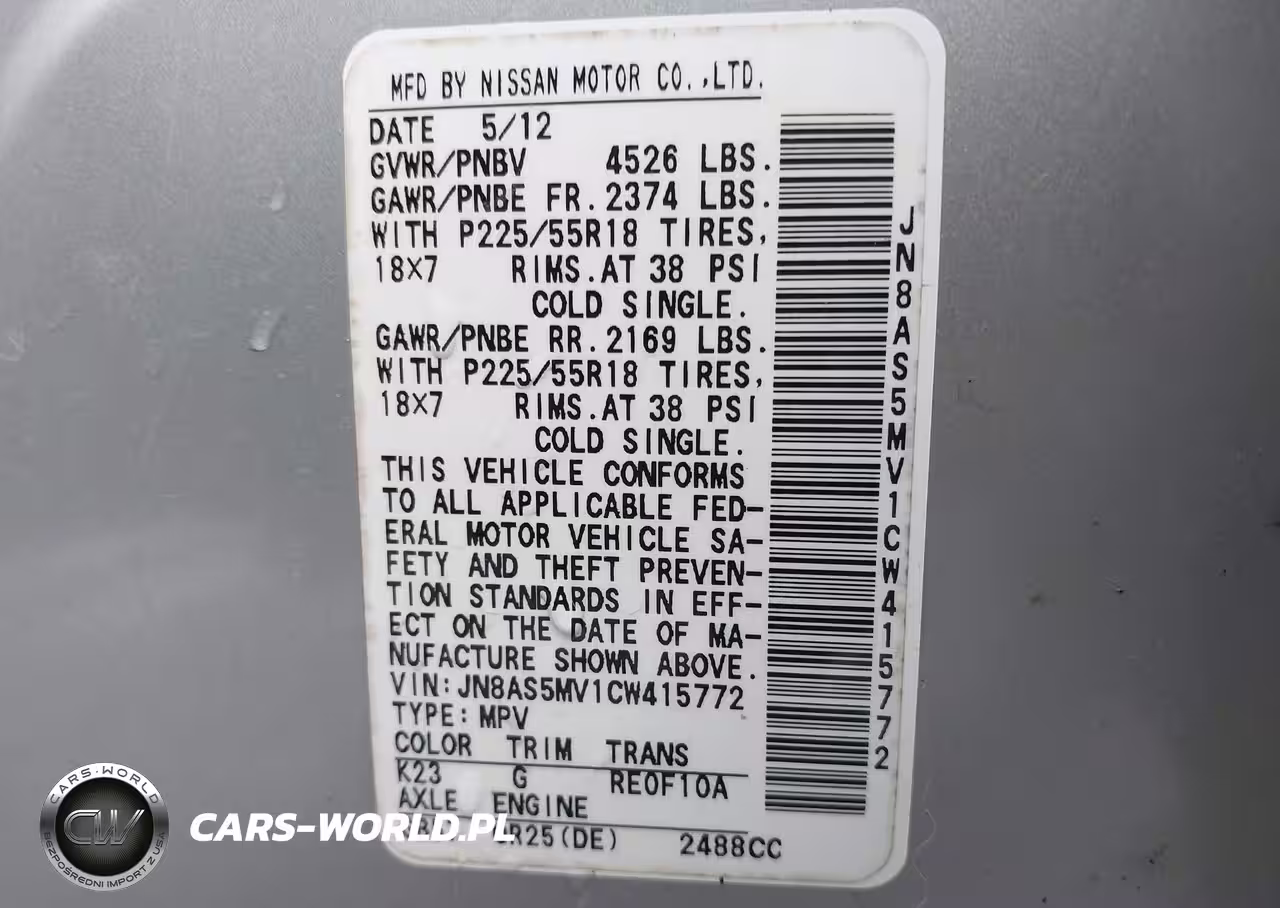 MFD BY NISSAN MOTOR CO.,LTD.
DATE 5/12
GVWR/PNBV 4526 LBS.
GAWR/PNBE FR.2374 LBS.
WITH P225/55R18 TIRES,
18×7 RIMS.AT 38 PSI
COLD SINGLE.
GAWR/PNBE RR.2169 LBS.
WITH P225/55R18 TIRES,
18×7 RIMS.AT 38 PSI
COLD SINGLE.
THIS VEHICLE CONFORMS
TO ALL APPLICABLE FED-
ERAL MOTOR VEHICLE SA-
FETY AND THEFT PREVEN-
TION STANDARDS IN EFF-
ECT ON THE DATE OF MA-
NUFACTURE SHOWN ABOVE.
VIN:JN8AS5MV1CW415772
TYPE:MPV
COLOR TRIM TRANS
K23 G RE0F10A
AXLE ENGINE
R25(DE) 2488CC
JN8AS5MV1CW415772
CARS-WORLD
CW
BEZPOŚREDNI IMPORT Z USA
CARS-WORLD.PL